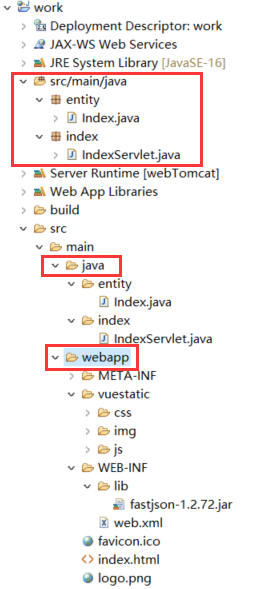 work
Deployment Descriptor: work
JAX-WS Web Services
JRE System Library [JavaSE-16]
src/main/java
entity
Index.java
index
IndexServlet.java
Server Runtime [webTomcat]
Web App Libraries
build
src
main
java
entity
Index.java
index
IndexServlet.java
webapp
META-INF
vuestatic
css
img
js
WEB-INF
lib
fastjson-1.2.72.jar
web.xml
favicon.ico
index.html
logo.png